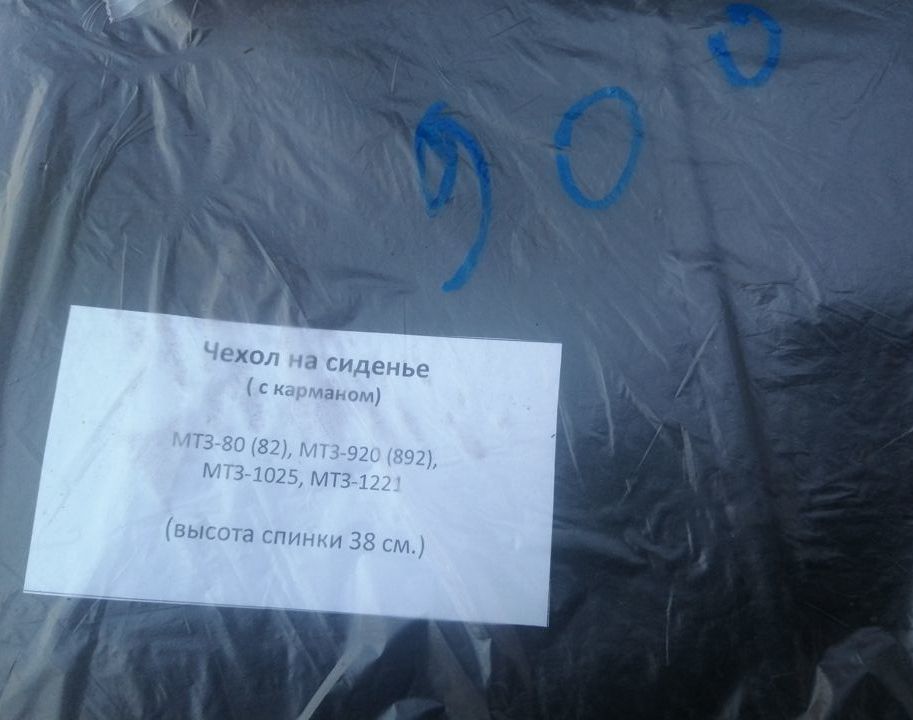 900
Чехол на сиденье
( с карманом)
МТЗ-80 (82), МТЗ-920 (892),
МТЗ-1025, МТЗ-1221
(высота спинки 38 см.)